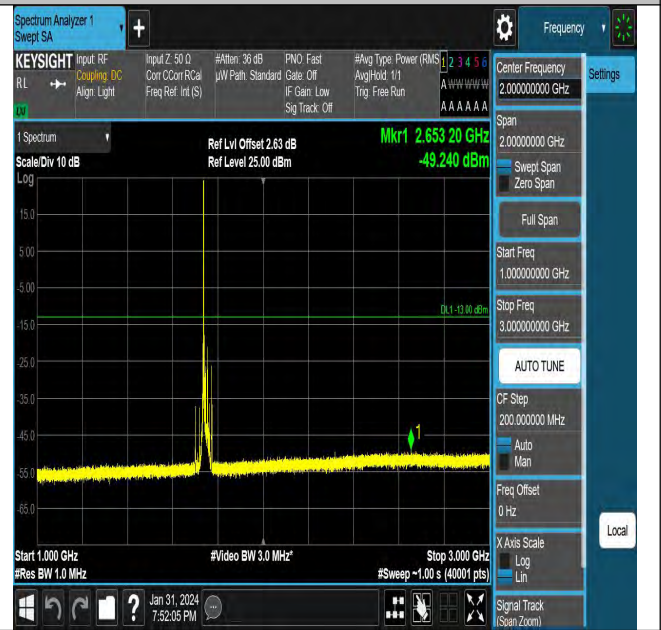 Spectrum Analyzer 1
Swept SA
Frequency
KEYSIGHT
RL
Input: RF
Coupling: DC
Align: Light
Input Z: 50 Ω
Corr CCorr RCal
Freq Ref: Int (S)
#Atten: 36 dB
µW Path: Standard
PNO: Fast
Gate: Off
IF Gain: Low
Sig Track: Off
#Avg Type: Power (RMS
Avg|Hold: 1/1
Trig: Free Run
1 2 3 4 5 6
A W W W W W
A A A A A A
1 Spectrum
Scale/Div 10 dB
Log
Ref Lvl Offset 2.63 dB
Ref Level 25.00 dBm
Mkr1 2.653 20 GHz
-49.240 dBm
15.0
5.00
-5.00
DL1 -13.00 dBm
-15.0
-25.0
-35.0
-45.0
1
-55.0
-65.0
Start 1.000 GHz
#Res BW 1.0 MHz
#Video BW 3.0 MHz*
Stop 3.000 GHz
#Sweep ~1.00 s (40001 pts)
Jan 31, 2024
7:52:05 PM
Center Frequency
2.00000000 GHz
Settings
Span
2.00000000 GHz
Swept Span
Zero Span
Full Span
Start Freq
1.000000000 GHz
Stop Freq
3.000000000 GHz
AUTO TUNE
CF Step
200.000000 MHz
Auto
Man
Freq Offset
0 Hz
X Axis Scale
Log
Lin
Local
Signal Track
(Span Zoom)